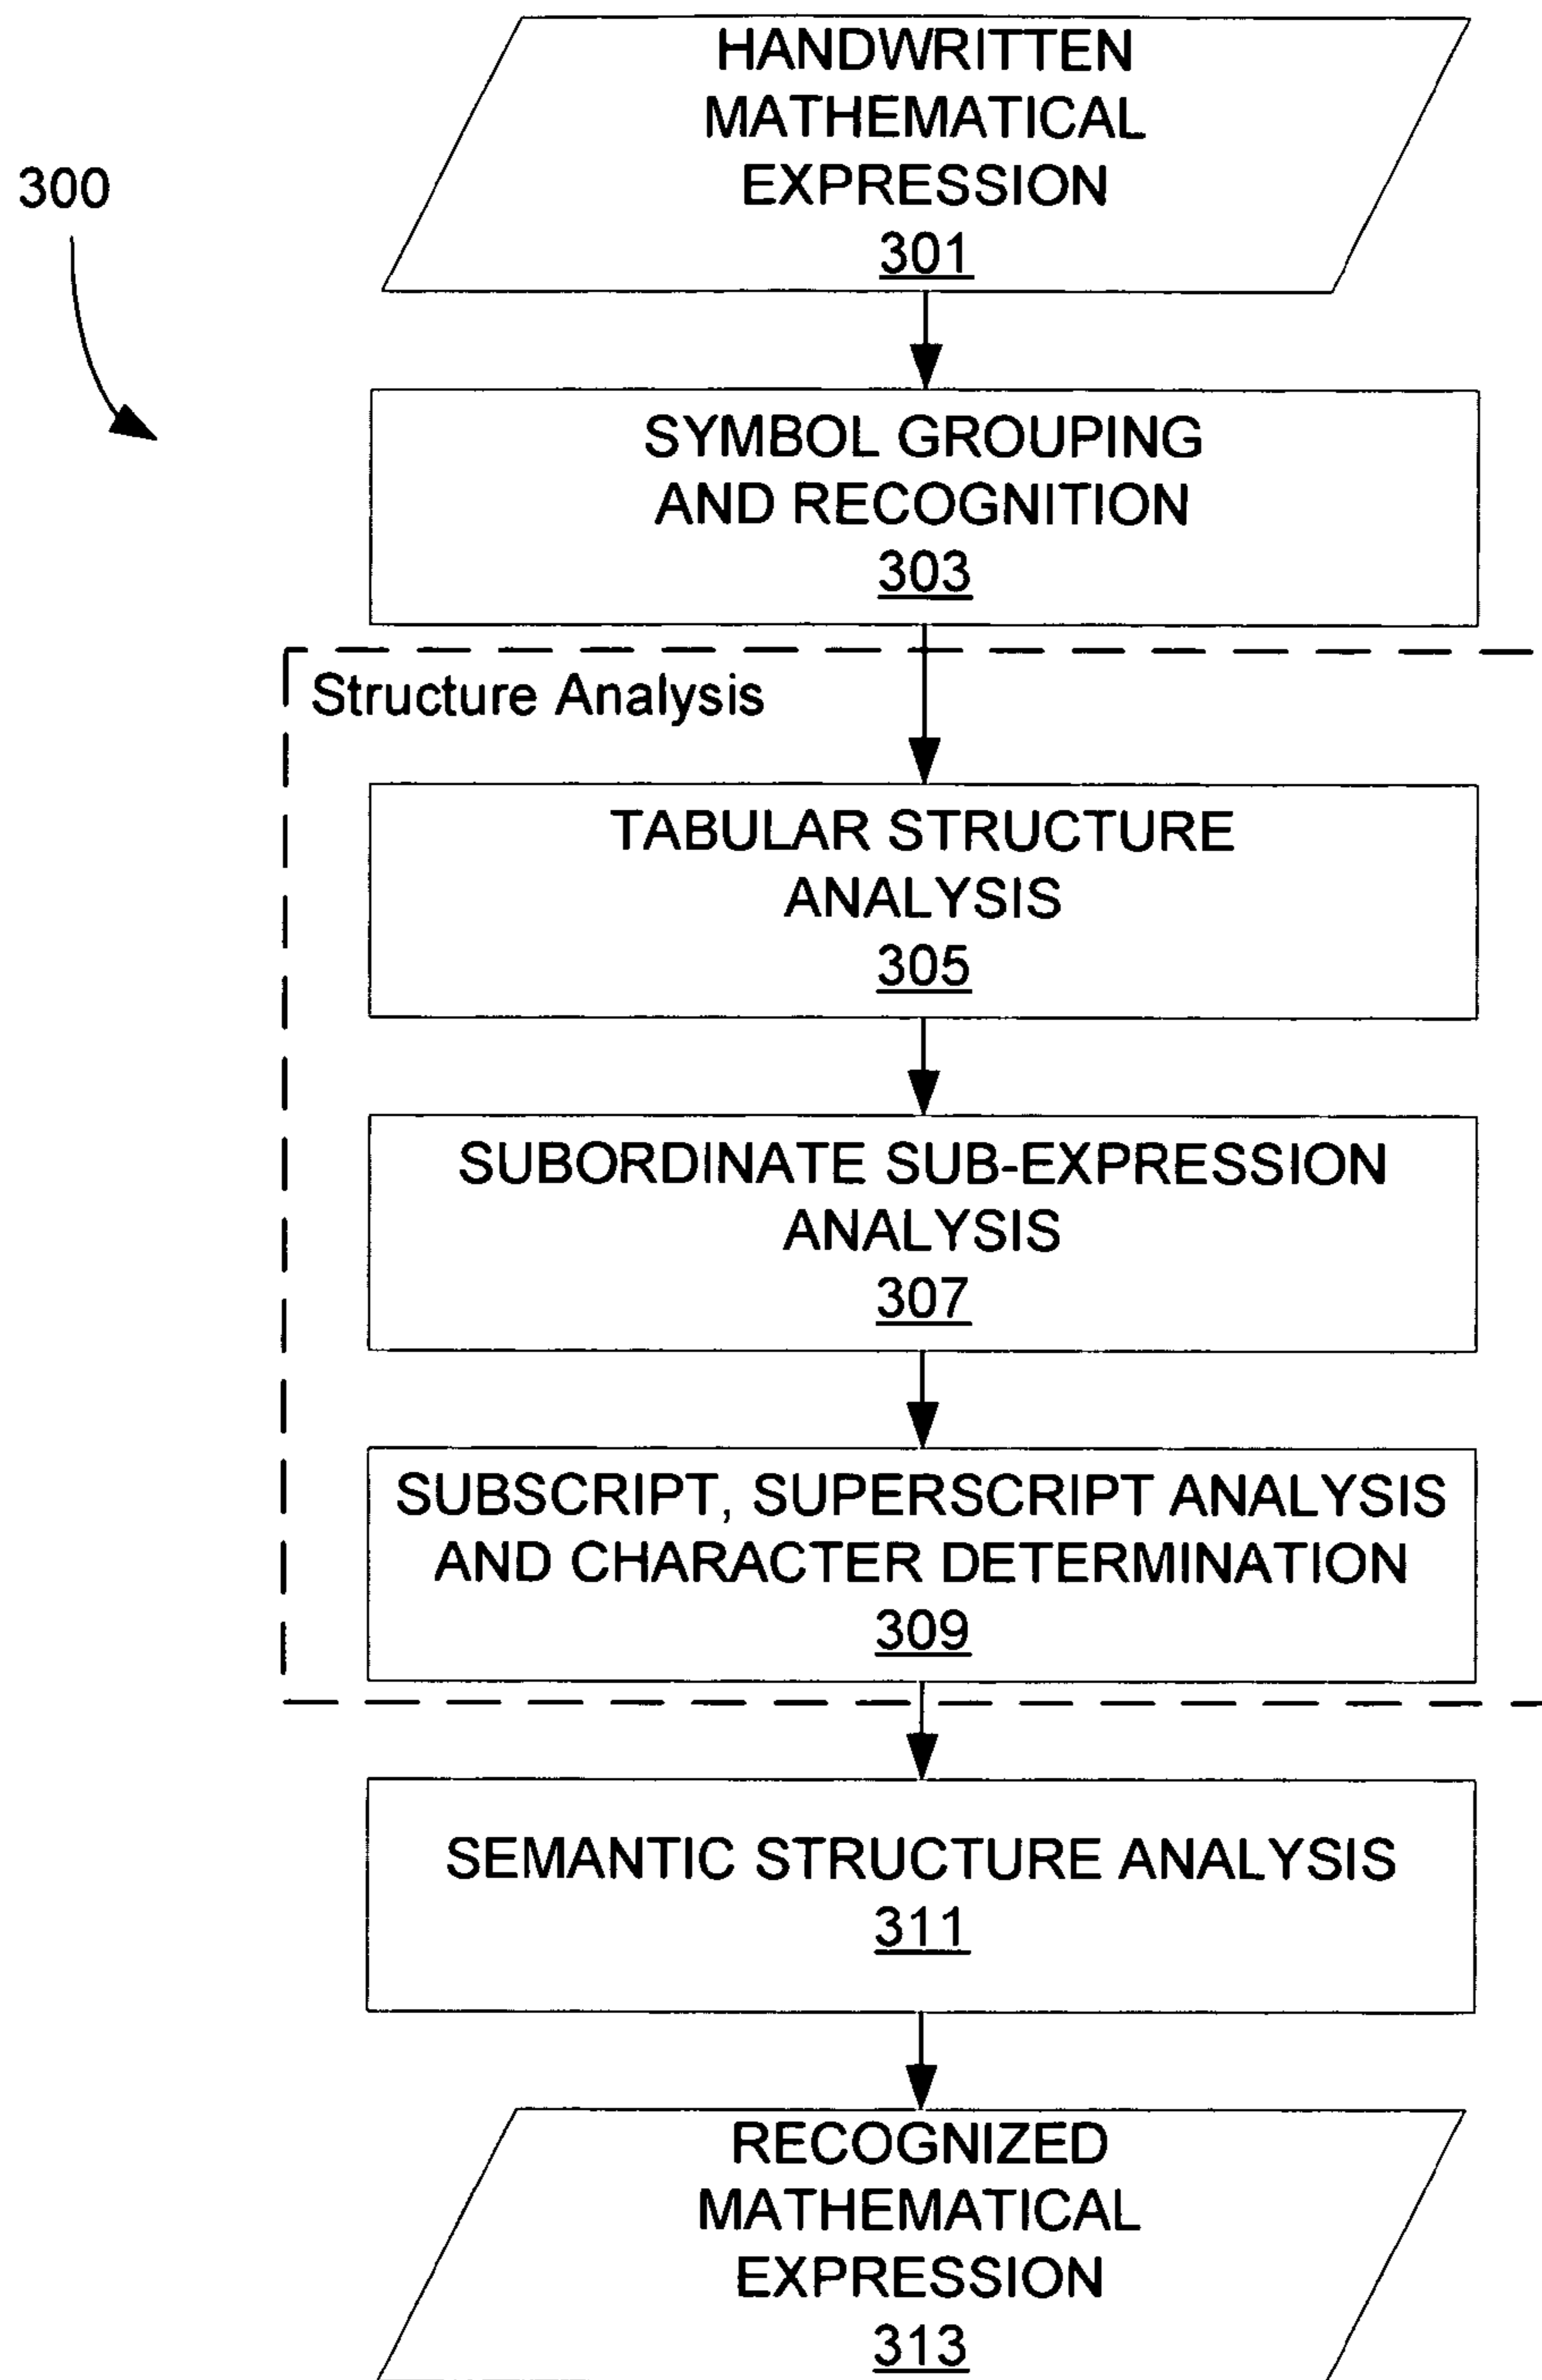 HANDWRITTEN
MATHEMATICAL
EXPRESSION
301
300
SYMBOL GROUPING
AND RECOGNITION
303
Structure Analysis
TABULAR STRUCTURE
ANALYSIS
305
SUBORDINATE SUB-EXPRESSION
ANALYSIS
307
SUBSCRIPT, SUPERSCRIPT ANALYSIS
AND CHARACTER DETERMINATION
309
SEMANTIC STRUCTURE ANALYSIS
311
RECOGNIZED
MATHEMATICAL
EXPRESSION
313